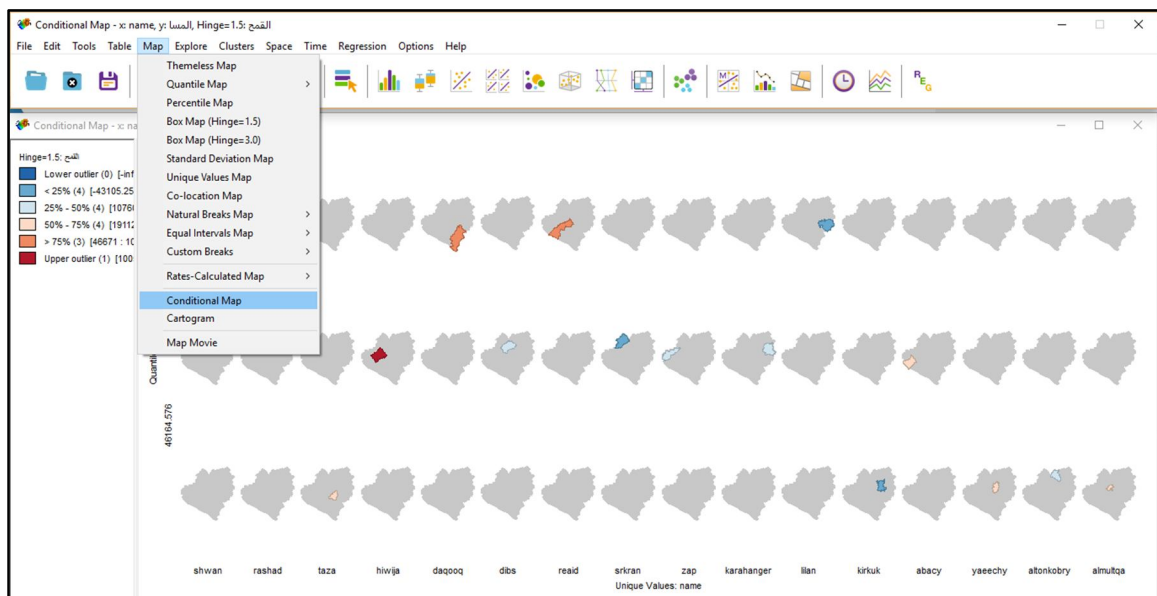 Conditional Map - x: name, y: المسا, Hinge=1.5: القمح
File Edit Tools Table Map Explore Clusters Space Time Regression Options Help
Themeless Map
Quantile Map
Percentile Map
Box Map (Hinge=1.5)
Box Map (Hinge=3.0)
Standard Deviation Map
Unique Values Map
Co-location Map
Natural Breaks Map
Equal Intervals Map
Custom Breaks
Rates-Calculated Map
Conditional Map
Cartogram
Map Movie
REG
Conditional Map - x: na
Hinge=1.5: القمح
Lower outlier (0) [-inf
< 25% (4) [-43105.25
25% - 50% (4) [1076
50% - 75% (4) [19112
> 75% (3) [46671 : 10
Upper outlier (1) [100
Quantile
46164.576
shwan rashad taza hiwija daqooq dibs reaid srkran zap karahanger lilan kirkuk abacy yaeechy altonkobry almultqa
Unique Values: name